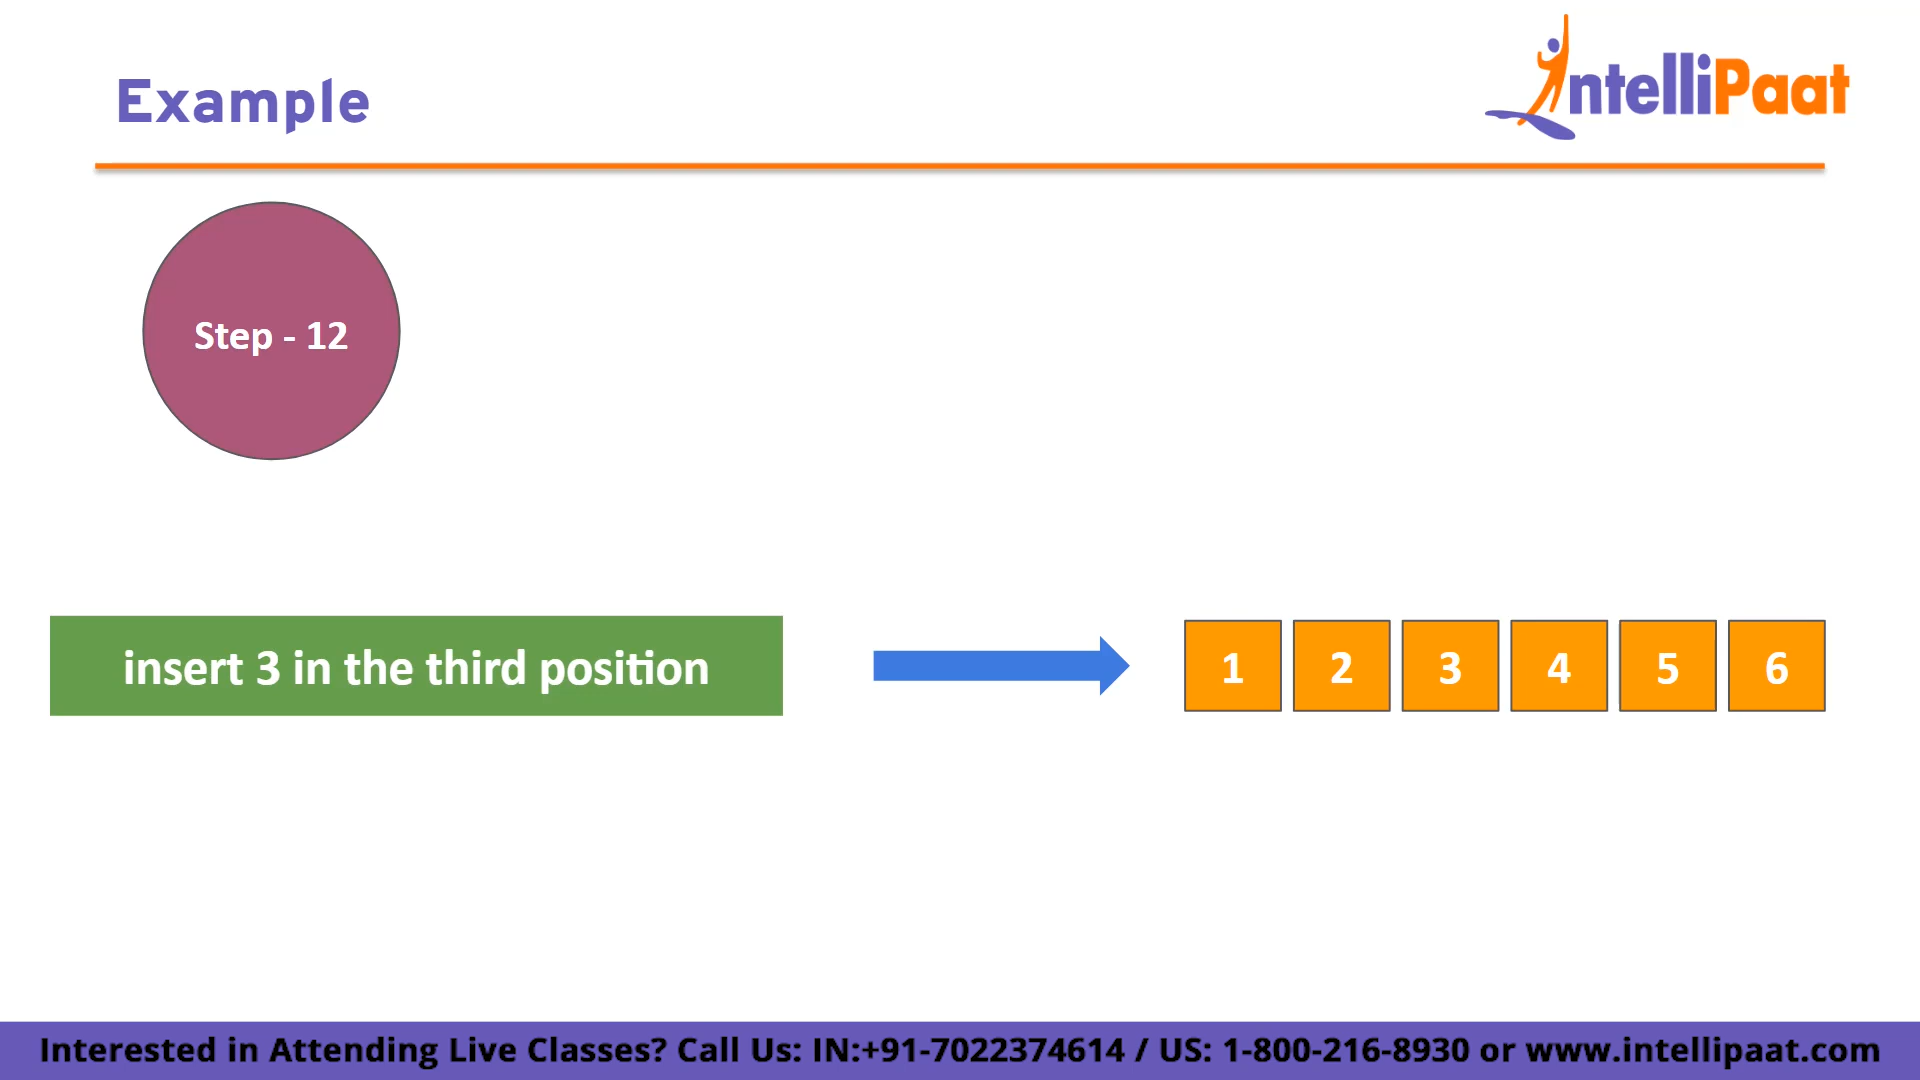 Example
ntelliPaat
Step - 12
insert 3 in the third position
1 2 3 4 5 6
Interested in Attending Live Classes? Call Us: IN:+91-7022374614 / US: 1-800-216-8930 or www.intellipaat.com